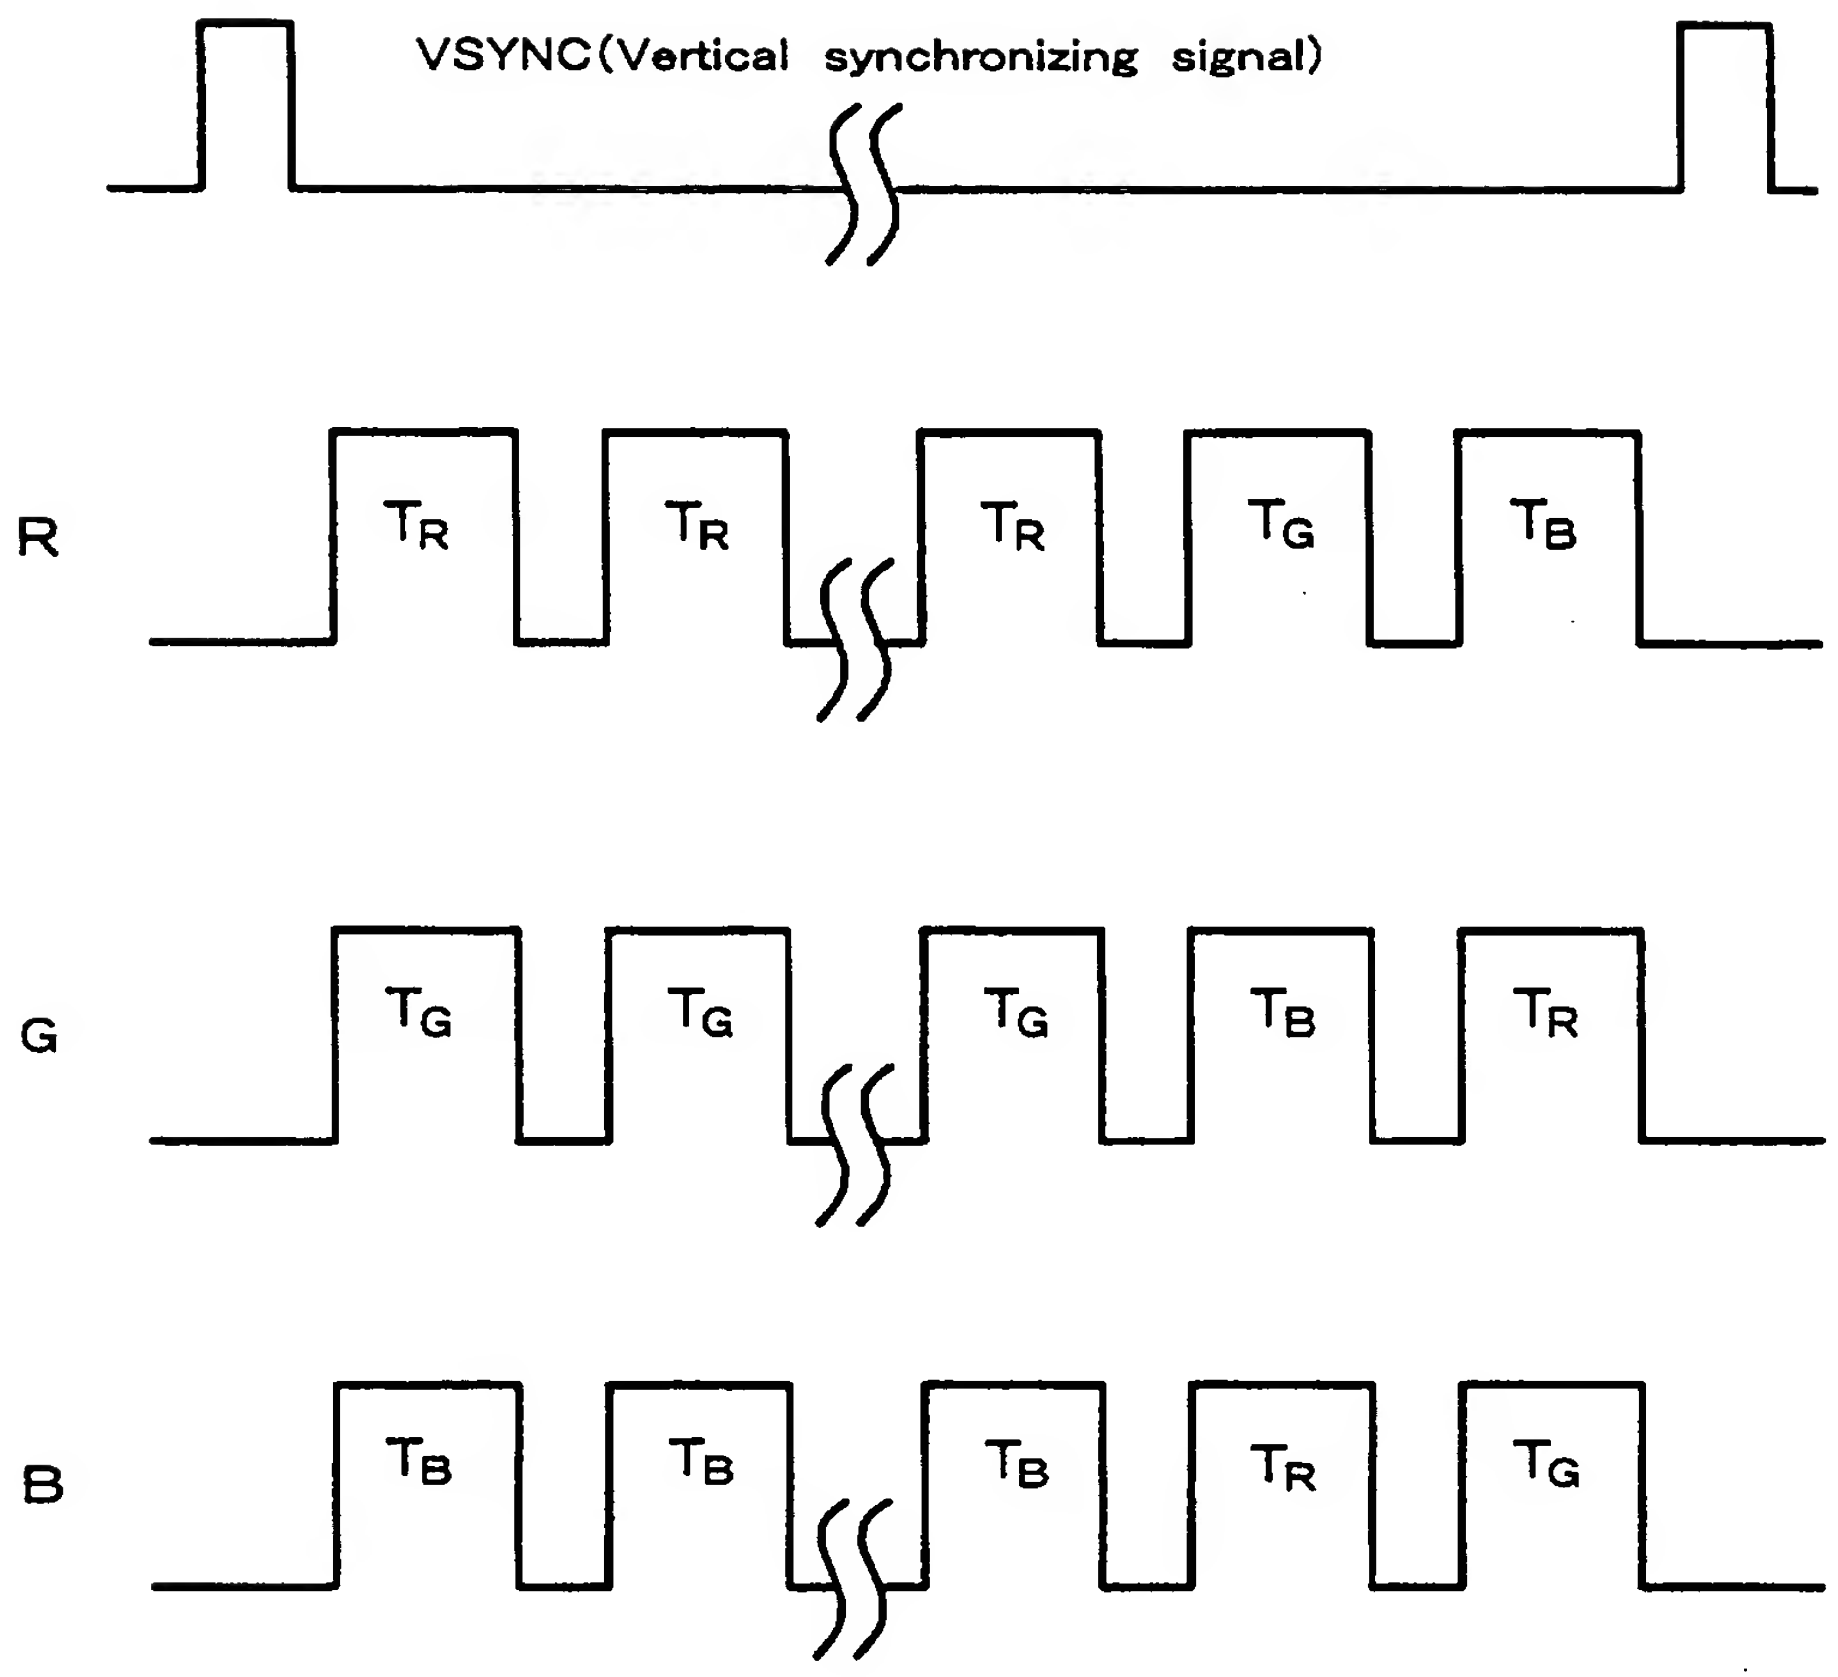 VSYNC(Vertical synchronizing signal)
R TR TR TR TG TB
G TG TG TG TB TR
B TB TB TB TR TG